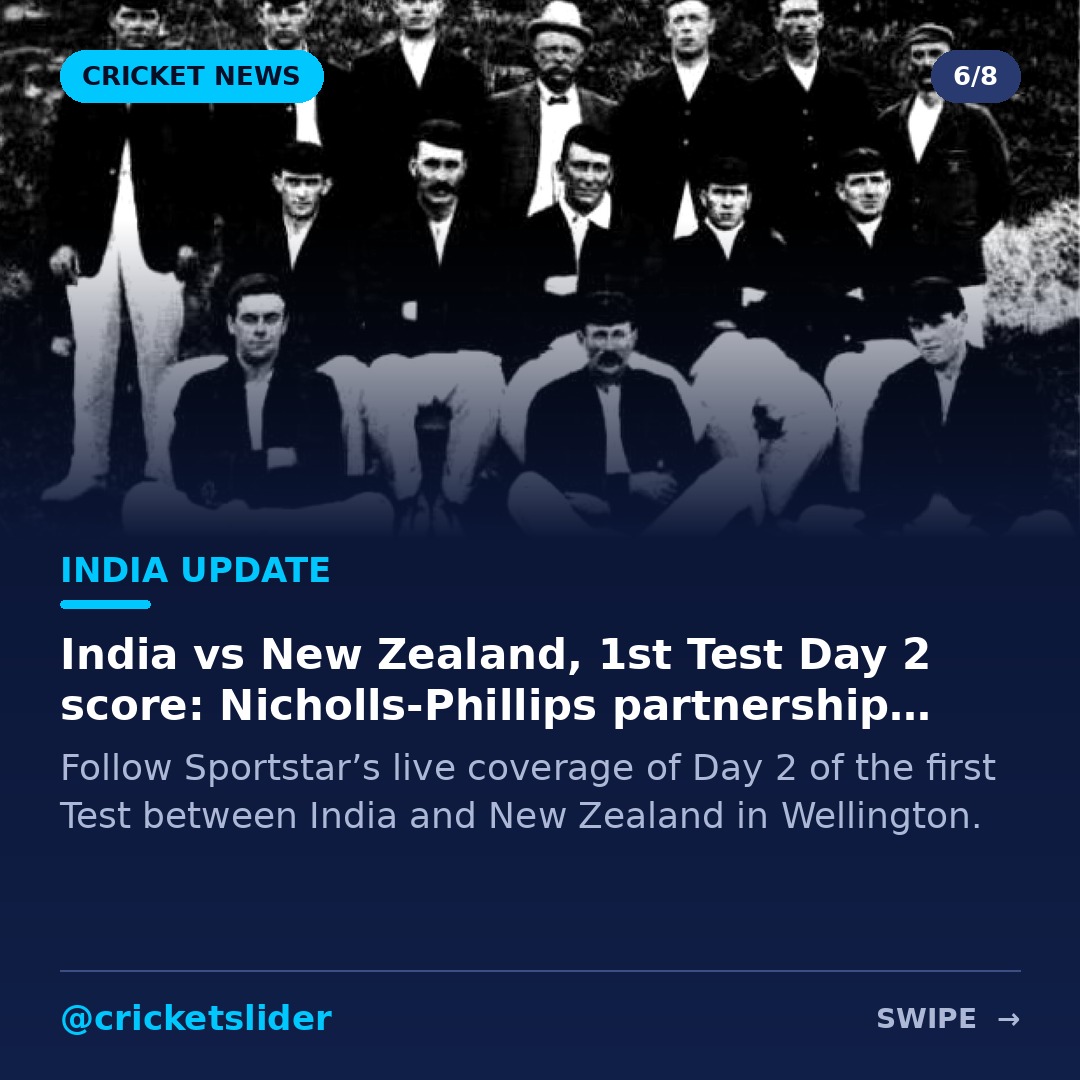 CRICKET NEWS
6/8
INDIA UPDATE
India vs New Zealand, 1st Test Day 2
score: Nicholls-Phillips partnership…
Follow Sportstar’s live coverage of Day 2 of the first
Test between India and New Zealand in Wellington.
@cricketslider
SWIPE →